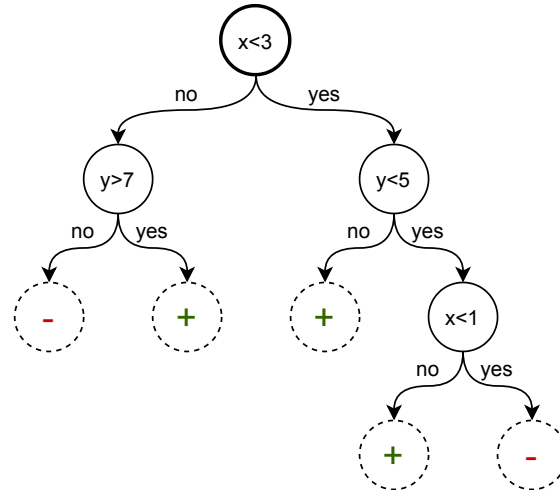 x<3
no yes
y>7 y<5
no yes no yes
- + + x<1
no yes
+ -